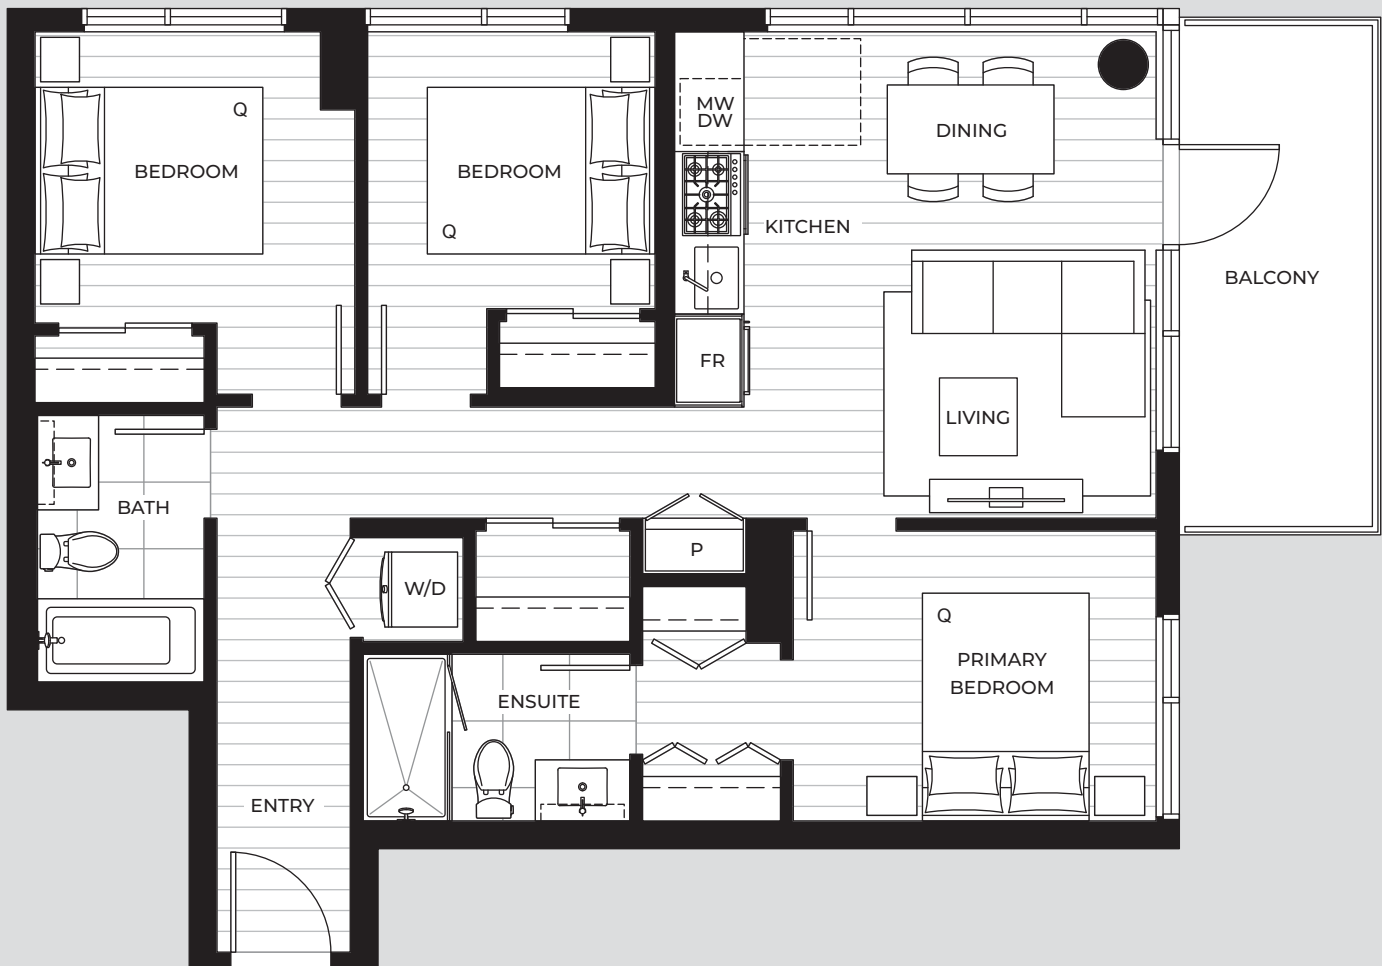 Q
BEDROOM
BEDROOM
Q
MW
DW
DINING
KITCHEN
BALCONY
FR
LIVING
BATH
P
W/D
Q
PRIMARY
BEDROOM
ENSUITE
ENTRY